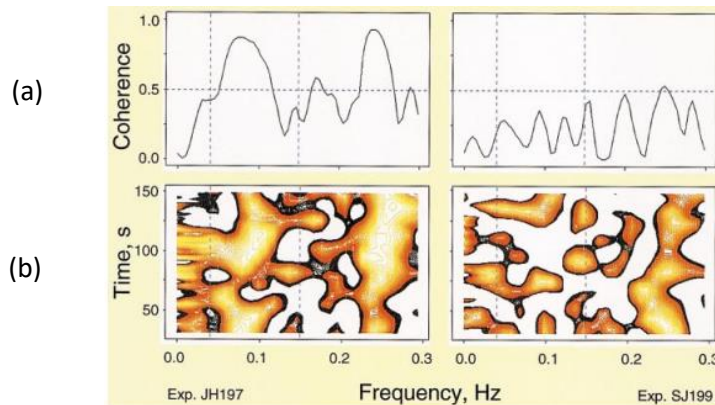 (a)
Coherence
1.0
0.5
0.0
(b)
Time, s
150
100
50
0.0 0.1 0.2 0.3 0.0 0.1 0.2 0.3
Exp. JH197 Frequency, Hz Exp. SJ199